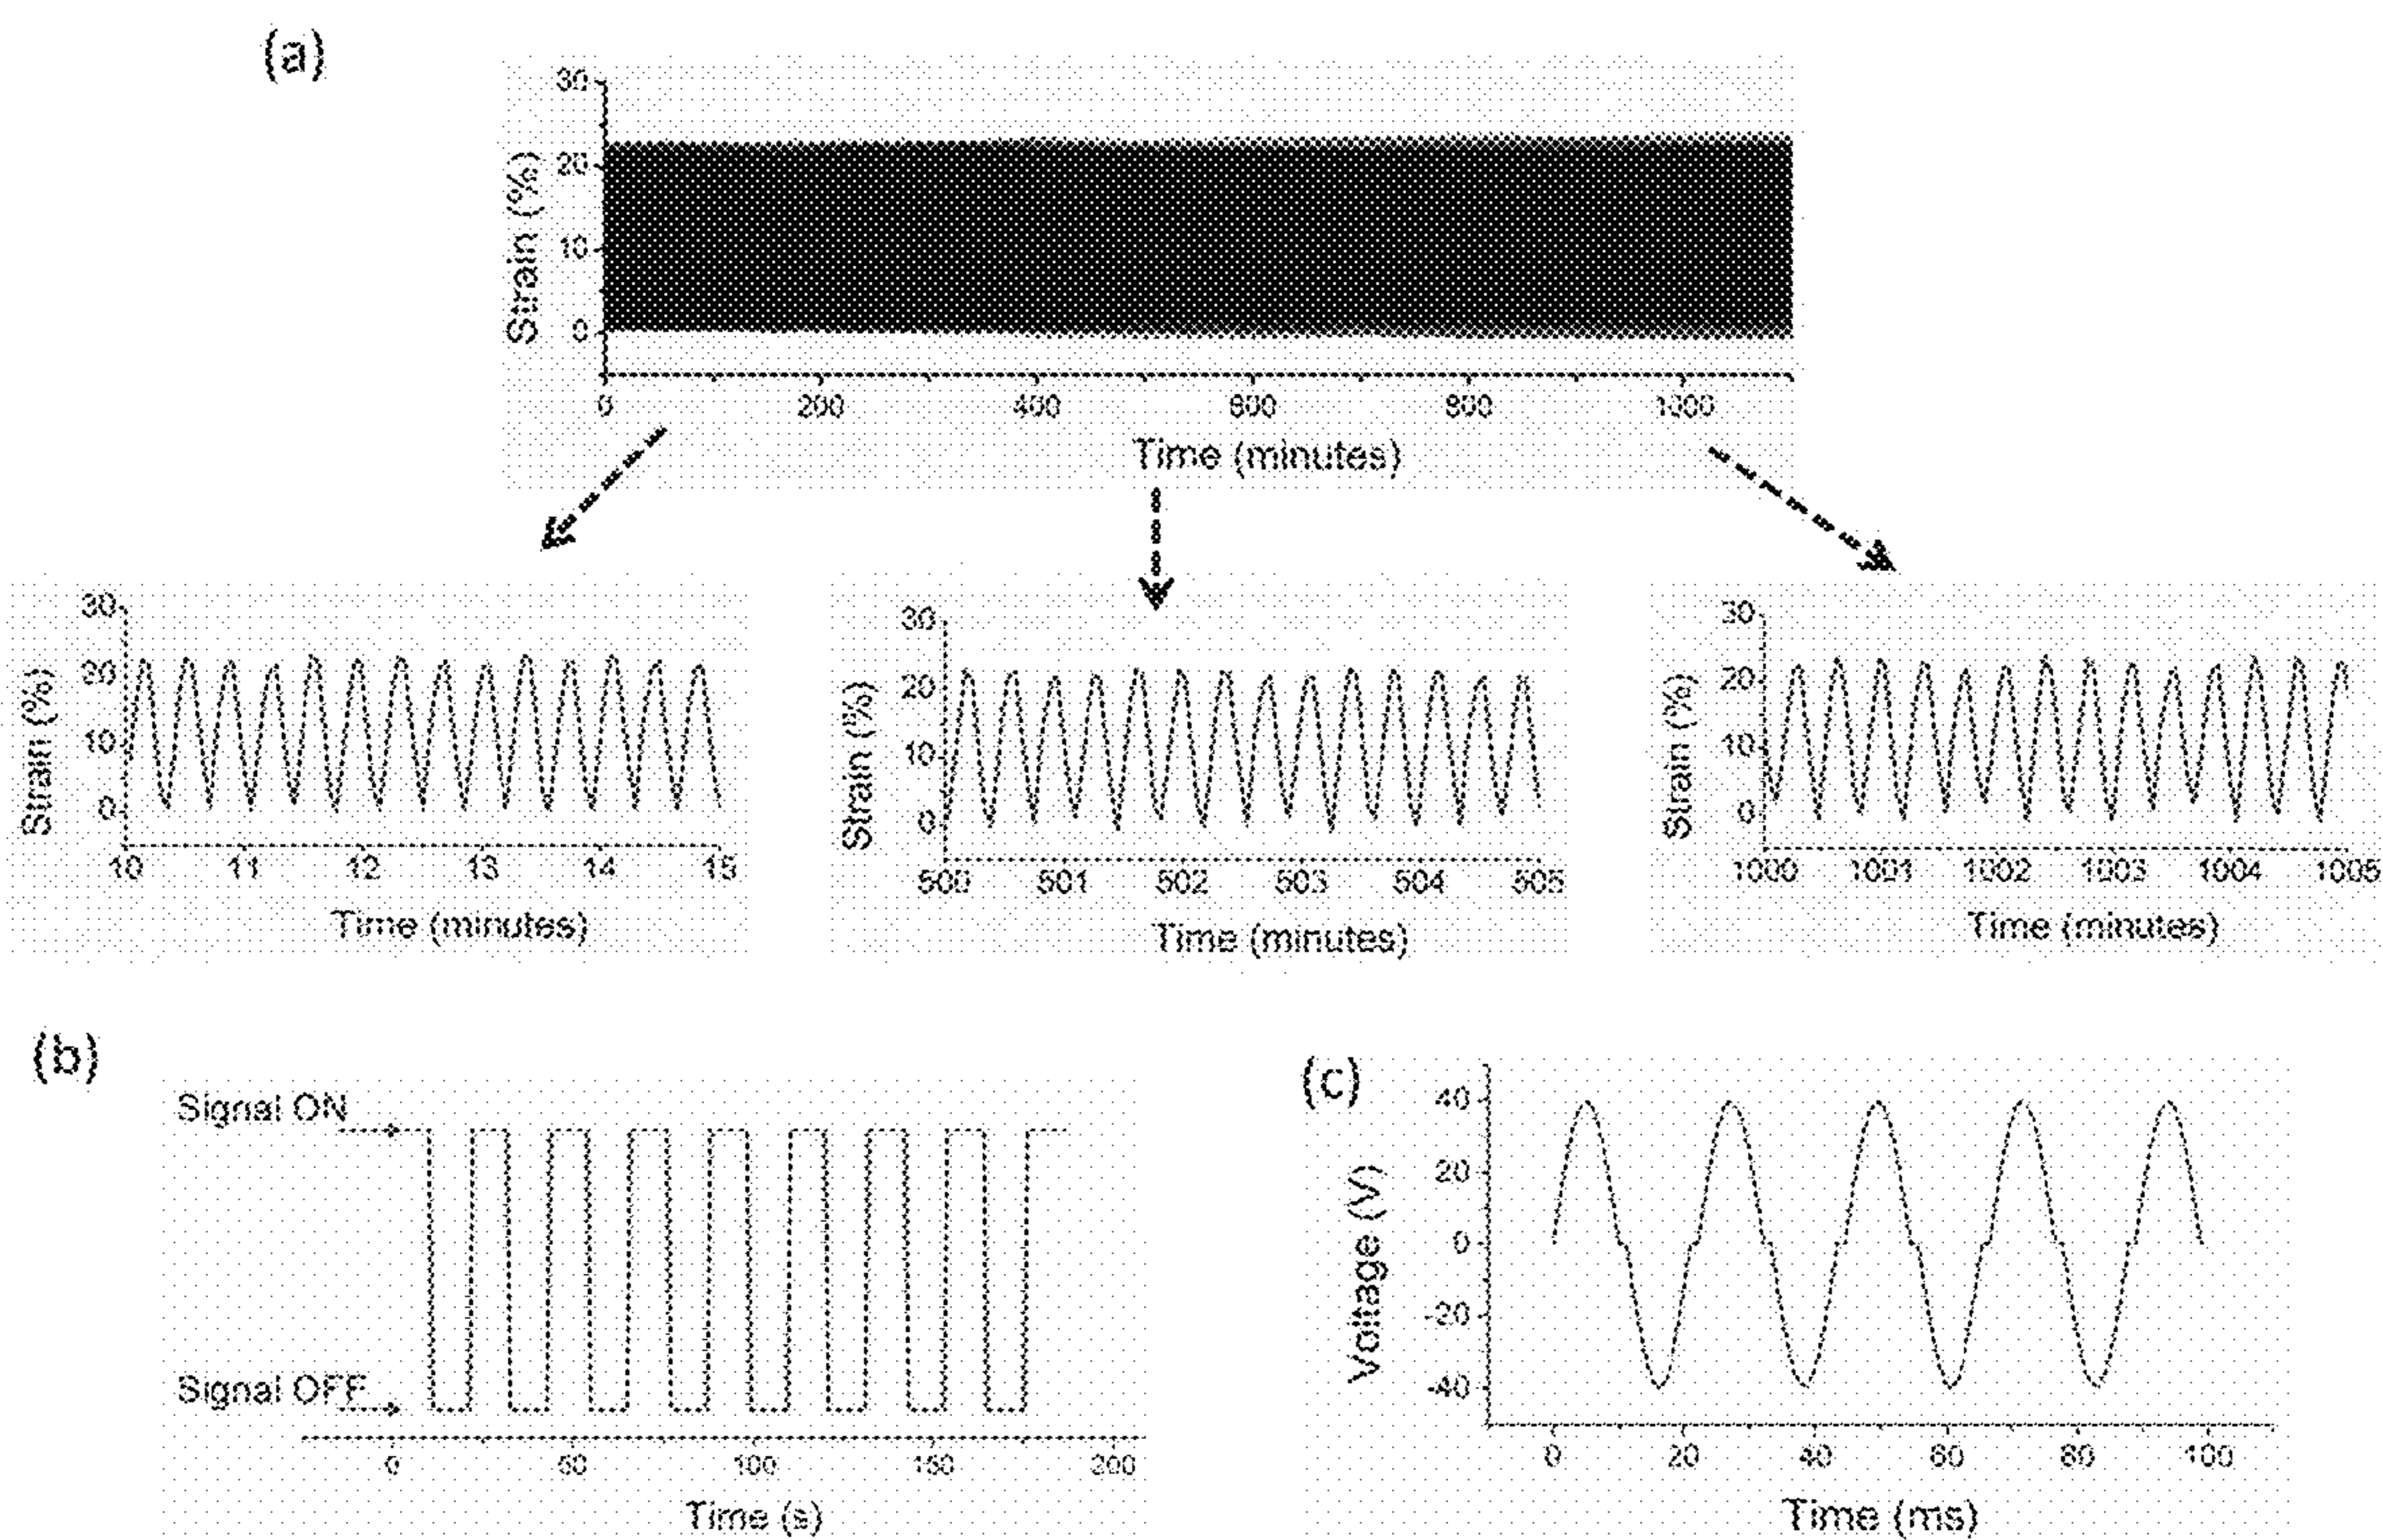 (a)
30
20
10
0
Strain (%)
0 200 400 600 800 1000
Time (minutes)
30
20
10
0
Strain (%)
10 11 12 13 14 15
Time (minutes)
30
20
10
0
Strain (%)
500 501 502 503 504 505
Time (minutes)
30
20
10
0
Strain (%)
1000 1001 1002 1003 1004 1005
Time (minutes)
(b)
Signal ON
Signal OFF
0 50 100 150 200
Time (s)
(c)
40
20
0
-20
-40
Voltage (V)
0 20 40 60 80 100
Time (ms)